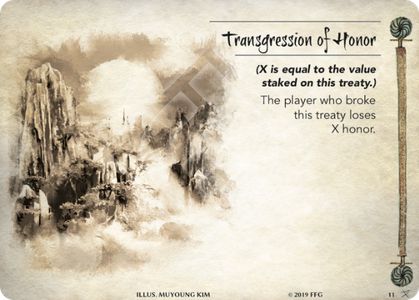 Transgression of Honor
(X is equal to the value
staked on this treaty.)
The player who broke
this treaty loses
X honor.
ILLUS. MUYOUNG KIM
© 2019 FFG
11